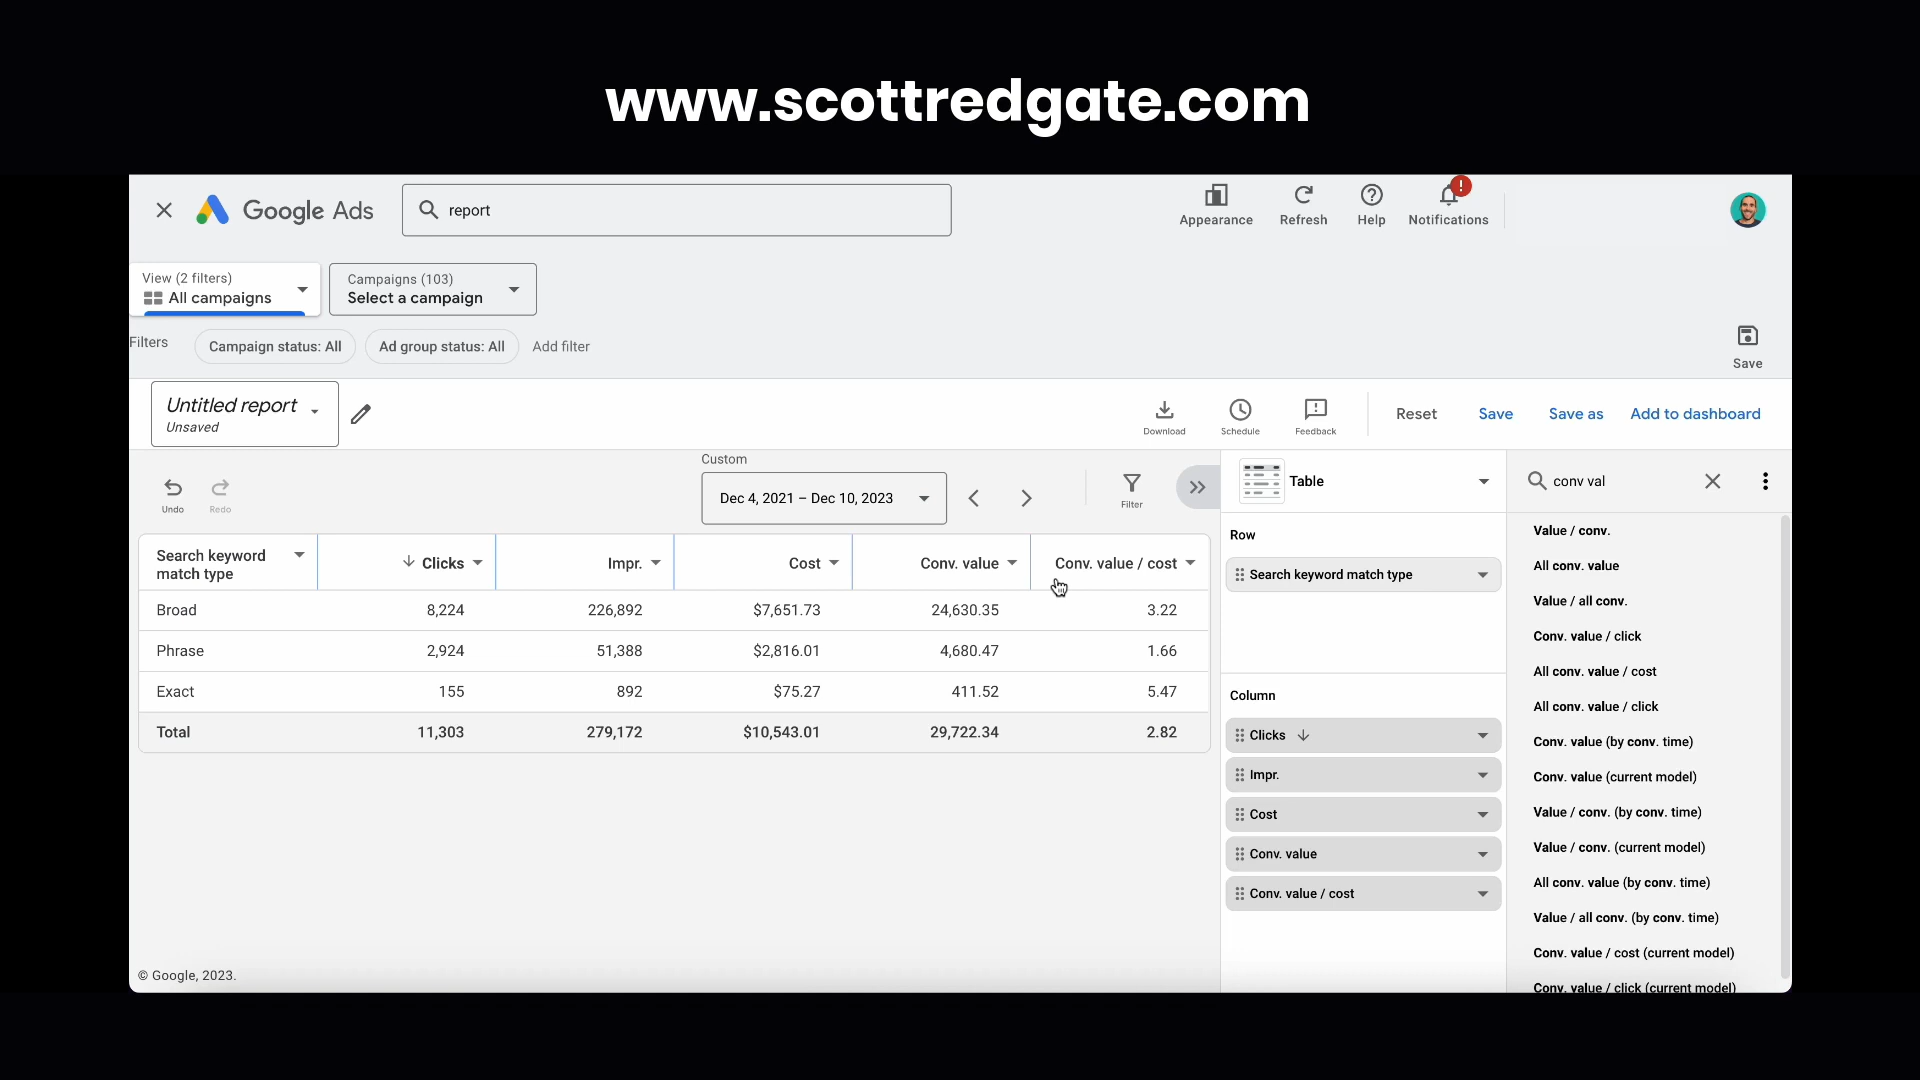 www.scottredgate.com
Google Ads
report
Appearance
Refresh
Help
Notifications
!
View (2 filters)
All campaigns
Campaigns (103)
Select a campaign
Filters
Campaign status: All
Ad group status: All
Add filter
Save
Untitled report
Unsaved
Download
Schedule
Feedback
Reset
Save
Save as
Add to dashboard
Undo
Redo
Custom
Dec 4, 2021 – Dec 10, 2023
Filter
Search keyword match type
Clicks
Impr.
Cost
Conv. value
Conv. value / cost
Broad 8,224 226,892 $7,651.73 24,630.35 3.22
Phrase 2,924 51,388 $2,816.01 4,680.47 1.66
Exact 155 892 $75.27 411.52 5.47
Total 11,303 279,172 $10,543.01 29,722.34 2.82
© Google, 2023.
Table
Row
Search keyword match type
Column
Clicks
Impr.
Cost
Conv. value
Conv. value / cost
conv val
Value / conv.
All conv. value
Value / all conv.
Conv. value / click
All conv. value / cost
All conv. value / click
Conv. value (by conv. time)
Conv. value (current model)
Value / conv. (by conv. time)
Value / conv. (current model)
All conv. value (by conv. time)
Value / all conv. (by conv. time)
Conv. value / cost (current model)
Conv. value / click (current model)